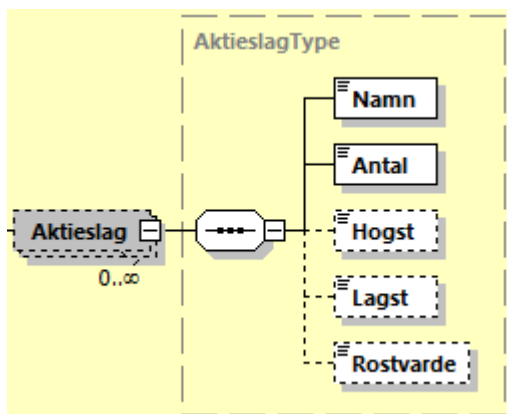 AktieslagType
Namn
Antal
Aktieslag
0..∞
Hogst
Lagst
Rostvarde